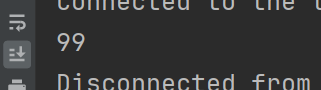 Connected to the
99
Disconnected from